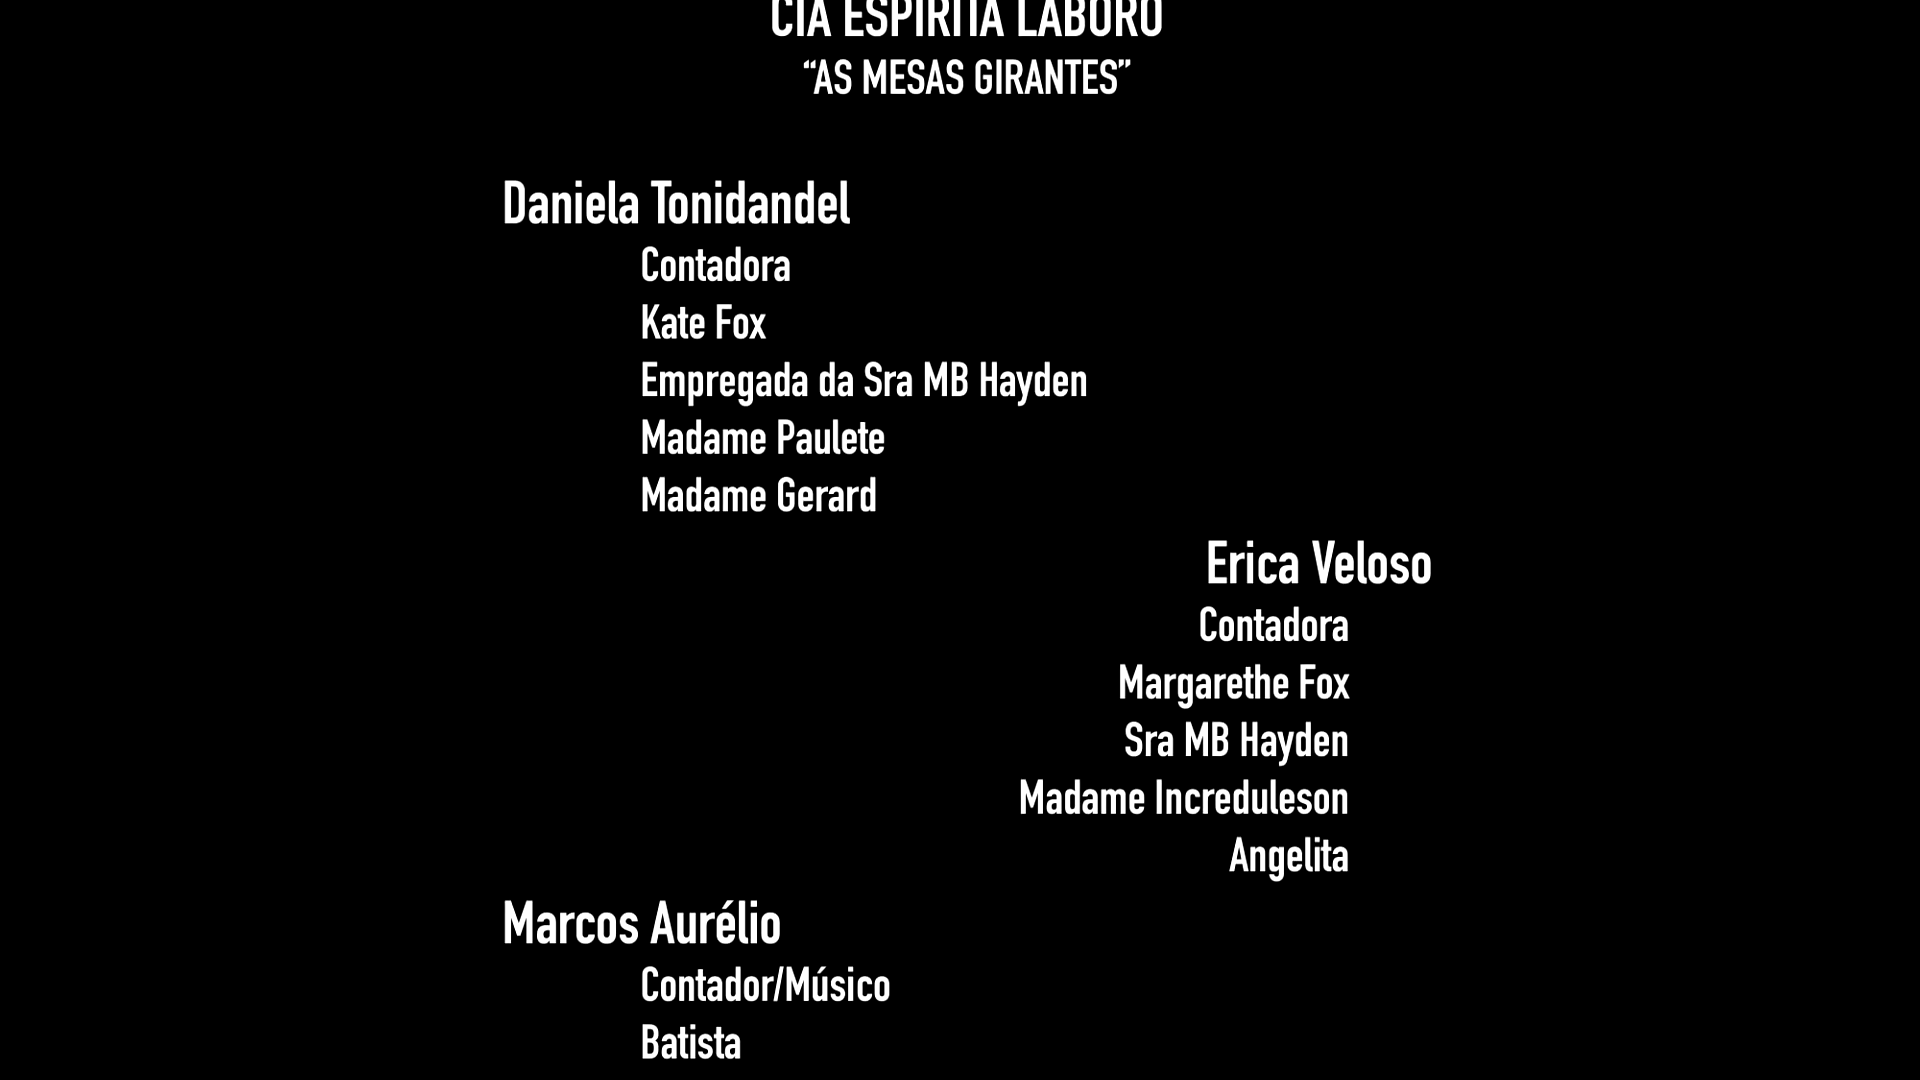 CIA ESPÍRITA LABORO
“AS MESAS GIRANTES”
Daniela Tonidandel
Contadora
Kate Fox
Empregada da Sra MB Hayden
Madame Paulete
Madame Gerard
Erica Veloso
Contadora
Margarethe Fox
Sra MB Hayden
Madame Increduleson
Angelita
Marcos Aurélio
Contador/Músico
Batista